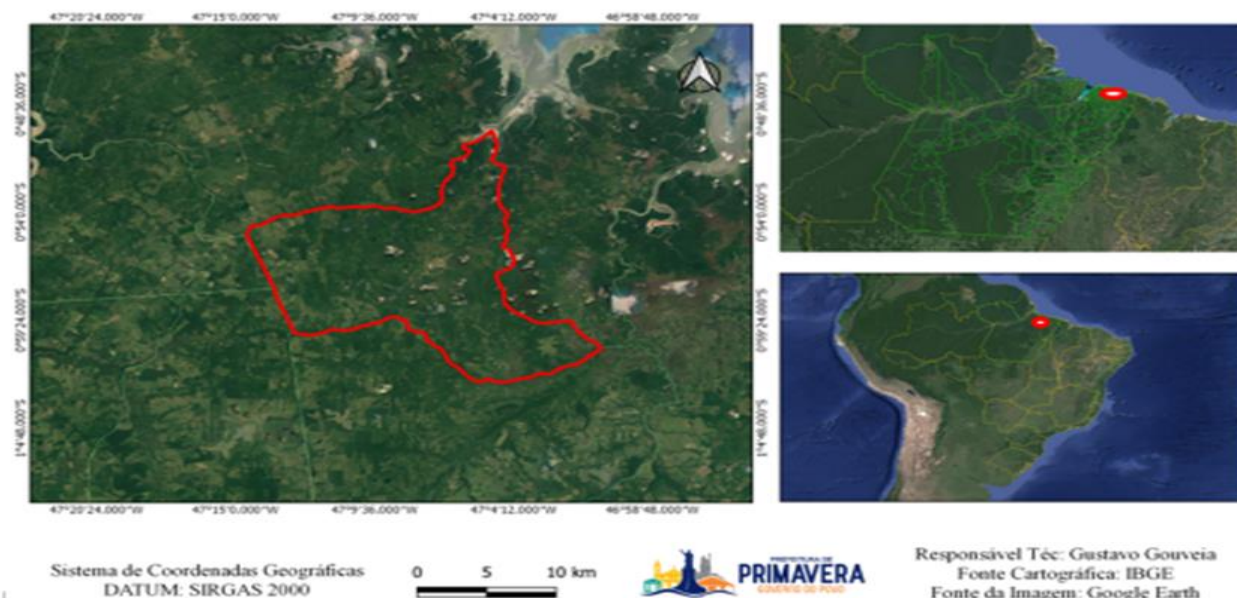 47°20'24.000"W 47°15'0.000"W 47°9'36.000"W 47°4'12.000"W 46°58'48.000"W
0°48'36.000"S
0°54'0.000"S
0°59'24.000"S
1°4'48.000"S
0°48'36.000"S
0°54'0.000"S
0°59'24.000"S
1°4'48.000"S
47°20'24.000"W 47°15'0.000"W 47°9'36.000"W 47°4'12.000"W 46°58'48.000"W
Sistema de Coordenadas Geográficas
DATUM: SIRGAS 2000
0 5 10 km
PREFEITURA DE
PRIMAVERA
GOVERNO DO POVO
Responsável Téc: Gustavo Gouveia
Fonte Cartográfica: IBGE
Fonte da Imagem: Google Earth